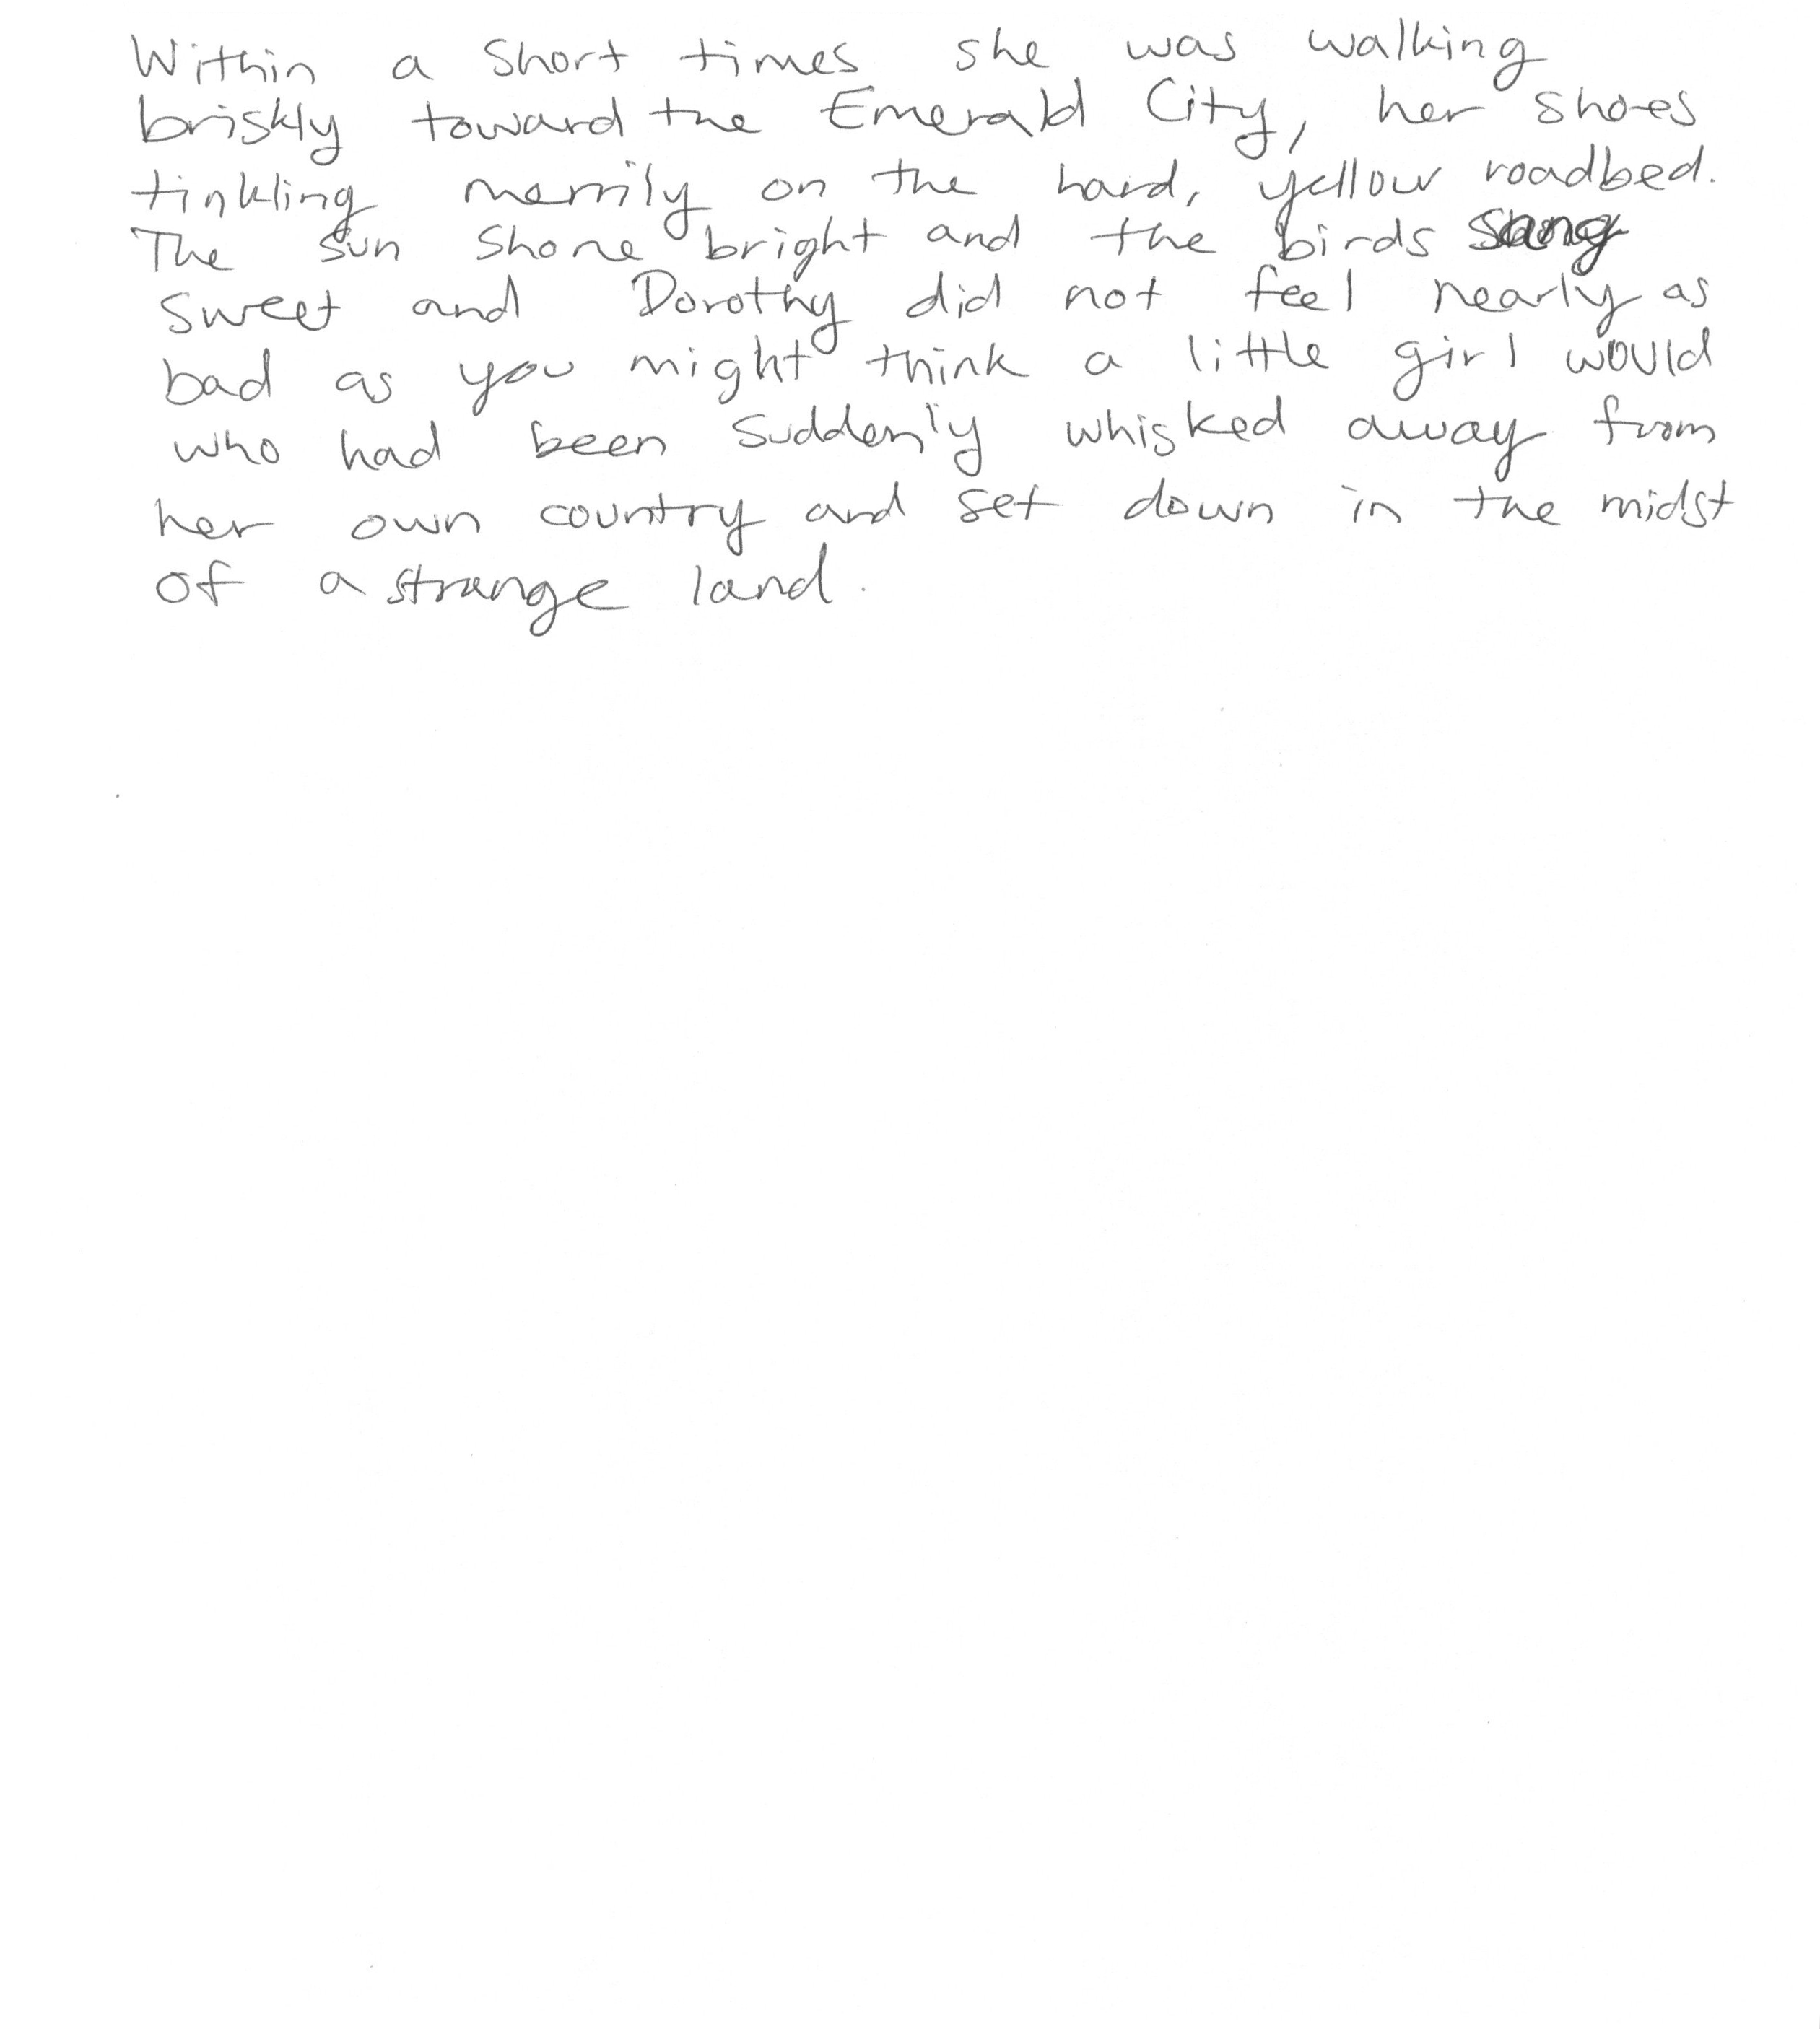 Within a short times she was walking
briskly toward the Emerald City, her shoes
tinkling merrily on the hard, yellow roadbed.
The sun shone bright and the birds sang
sweet and Dorothy did not feel nearly as
bad as you might think a little girl would
who had been suddenly whisked away from
her own country and set down in the midst
of a strange land.